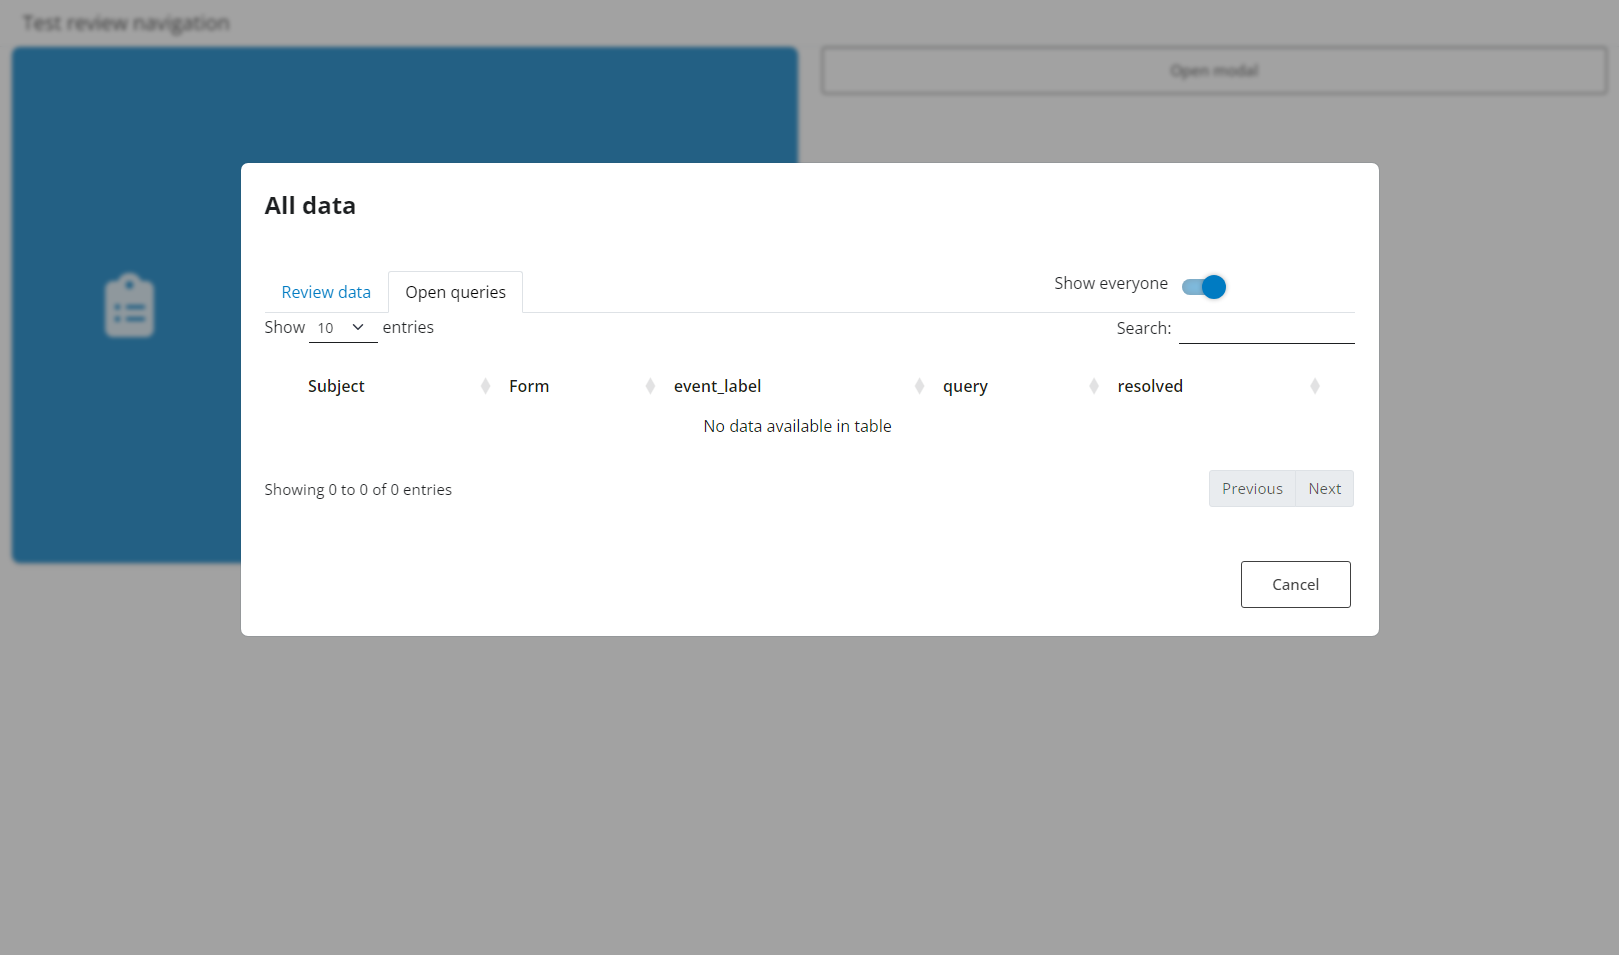 Test review navigation
Open modal
All data
Review data
Open queries
Show everyone
Show 10 entries
Search:
Subject Form event_label query resolved
No data available in table
Showing 0 to 0 of 0 entries
Previous Next
Cancel